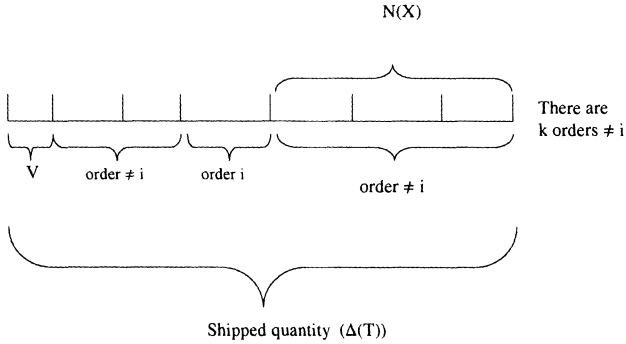 N(X)
There are
k orders ≠ i
V
order ≠ i
order i
order ≠ i
Shipped quantity (Δ(T))